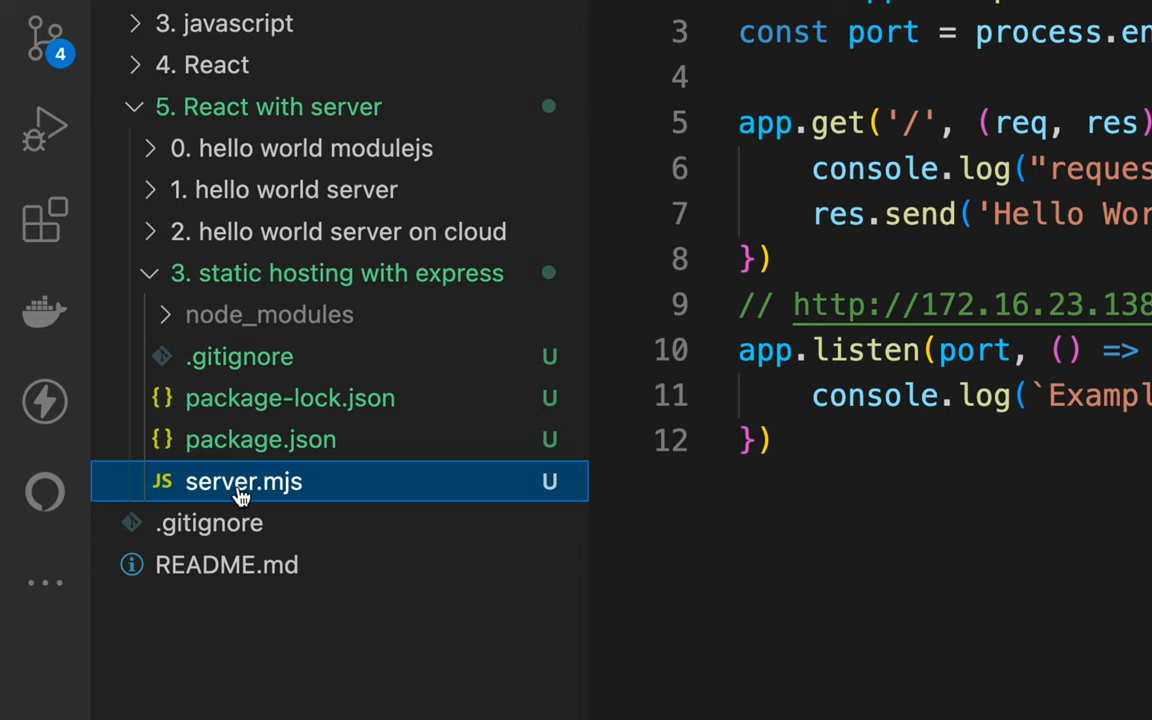 4
3. javascript
4. React
5. React with server
0. hello world modulejs
1. hello world server
2. hello world server on cloud
3. static hosting with express
node_modules
.gitignore U
{} package-lock.json U
{} package.json U
JS server.mjs U
.gitignore
README.md
3 const port = process.en
4
5 app.get('/', (req, res)
6 console.log("reques
7 res.send('Hello Wor
8 })
9 // http://172.16.23.138
10 app.listen(port, () =>
11 console.log(`Exampl
12 })